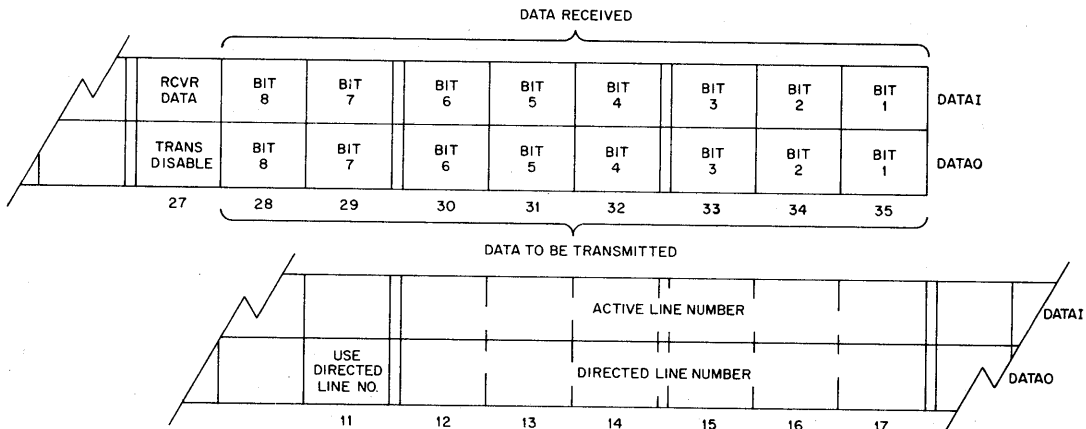 DATA RECEIVED
RCVR DATA BIT 8 BIT 7 BIT 6 BIT 5 BIT 4 BIT 3 BIT 2 BIT 1 DATAI
TRANS DISABLE BIT 8 BIT 7 BIT 6 BIT 5 BIT 4 BIT 3 BIT 2 BIT 1 DATAO
27 28 29 30 31 32 33 34 35
DATA TO BE TRANSMITTED
ACTIVE LINE NUMBER DATAI
USE DIRECTED LINE NO. DIRECTED LINE NUMBER DATAO
11 12 13 14 15 16 17